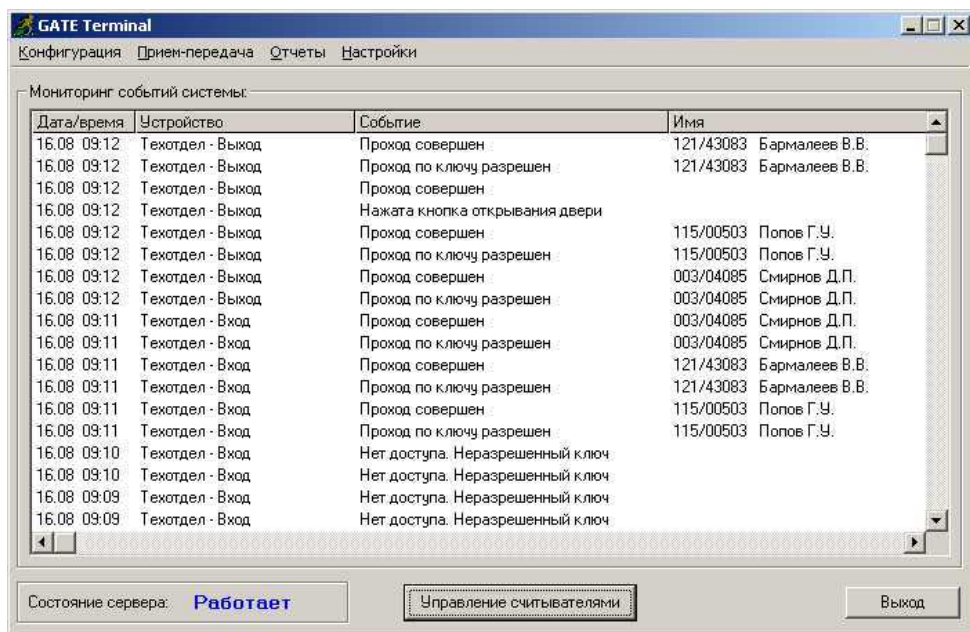 GATE Terminal
Конфигурация Прием-передача Отчеты Настройки
Мониторинг событий системы:
Дата/время Устройство Событие Имя
16.08 09:12 Техотдел - Выход Проход совершен 121/43083 Бармалеев В.В.
16.08 09:12 Техотдел - Выход Проход по ключу разрешен 121/43083 Бармалеев В.В.
16.08 09:12 Техотдел - Выход Проход совершен
16.08 09:12 Техотдел - Выход Нажата кнопка открывания двери
16.08 09:12 Техотдел - Выход Проход совершен 115/00503 Попов Г.У.
16.08 09:12 Техотдел - Выход Проход по ключу разрешен 115/00503 Попов Г.У.
16.08 09:12 Техотдел - Выход Проход совершен 003/04085 Смирнов Д.П.
16.08 09:12 Техотдел - Выход Проход по ключу разрешен 003/04085 Смирнов Д.П.
16.08 09:11 Техотдел - Вход Проход совершен 003/04085 Смирнов Д.П.
16.08 09:11 Техотдел - Вход Проход по ключу разрешен 003/04085 Смирнов Д.П.
16.08 09:11 Техотдел - Вход Проход совершен 121/43083 Бармалеев В.В.
16.08 09:11 Техотдел - Вход Проход по ключу разрешен 121/43083 Бармалеев В.В.
16.08 09:11 Техотдел - Вход Проход совершен 115/00503 Попов Г.У.
16.08 09:11 Техотдел - Вход Проход по ключу разрешен 115/00503 Попов Г.У.
16.08 09:10 Техотдел - Вход Нет доступа. Неразрешенный ключ
16.08 09:10 Техотдел - Вход Нет доступа. Неразрешенный ключ
16.08 09:09 Техотдел - Вход Нет доступа. Неразрешенный ключ
16.08 09:09 Техотдел - Вход Нет доступа. Неразрешенный ключ
Состояние сервера: Работает Управление считывателями Выход